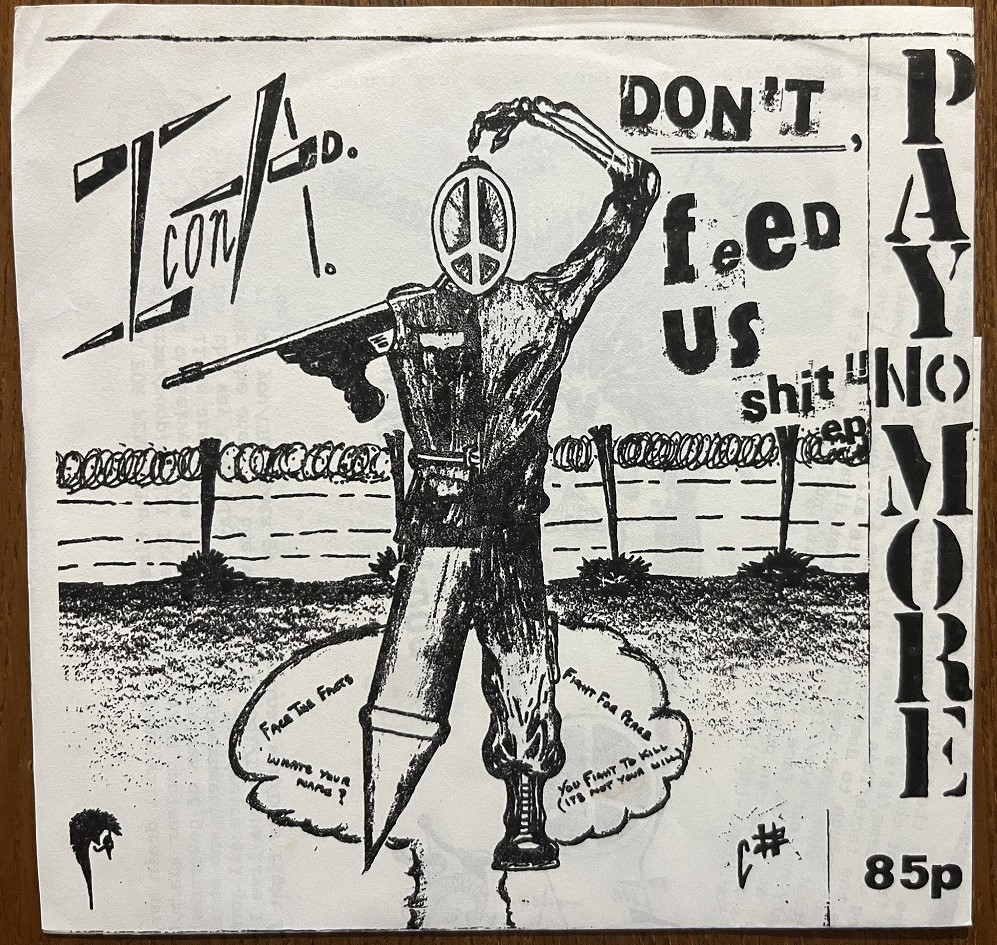 Icon A.D.
DON'T,
feeD
US
shit"
ep
PAY
NO
MORE
85p
FACE THE FACTS
WHATS YOUR
NAME?
FIGHT FOR PEACE
YOU FIGHT TO KILL
(ITS NOT YOUR WILL)
C#